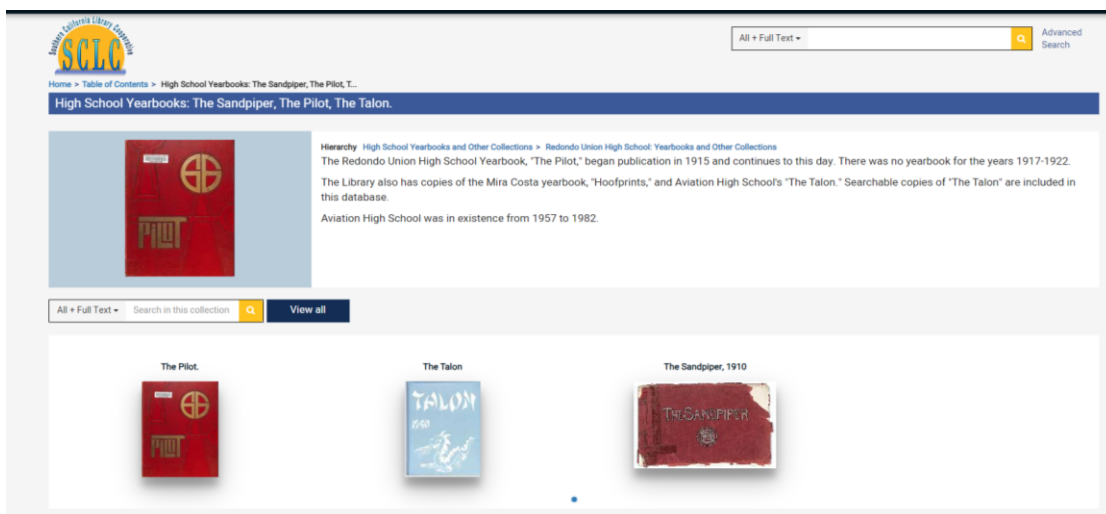 Southern California Library Cooperative
SCLC
All + Full Text
Advanced
Search
Home > Table of Contents > High School Yearbooks: The Sandpiper, The Pilot, T...
High School Yearbooks: The Sandpiper, The Pilot, The Talon.
PILOT
Hierarchy High School Yearbooks and Other Collections > Redondo Union High School: Yearbooks and Other Collections
The Redondo Union High School Yearbook, "The Pilot," began publication in 1915 and continues to this day. There was no yearbook for the years 1917-1922.
The Library also has copies of the Mira Costa yearbook, "Hoofprints," and Aviation High School's "The Talon." Searchable copies of "The Talon" are included in
this database.
Aviation High School was in existence from 1957 to 1982.
All + Full Text Search in this collection View all
The Pilot.
PILOT
The Talon
TALON
1960
The Sandpiper, 1910
THE SANDPIPER